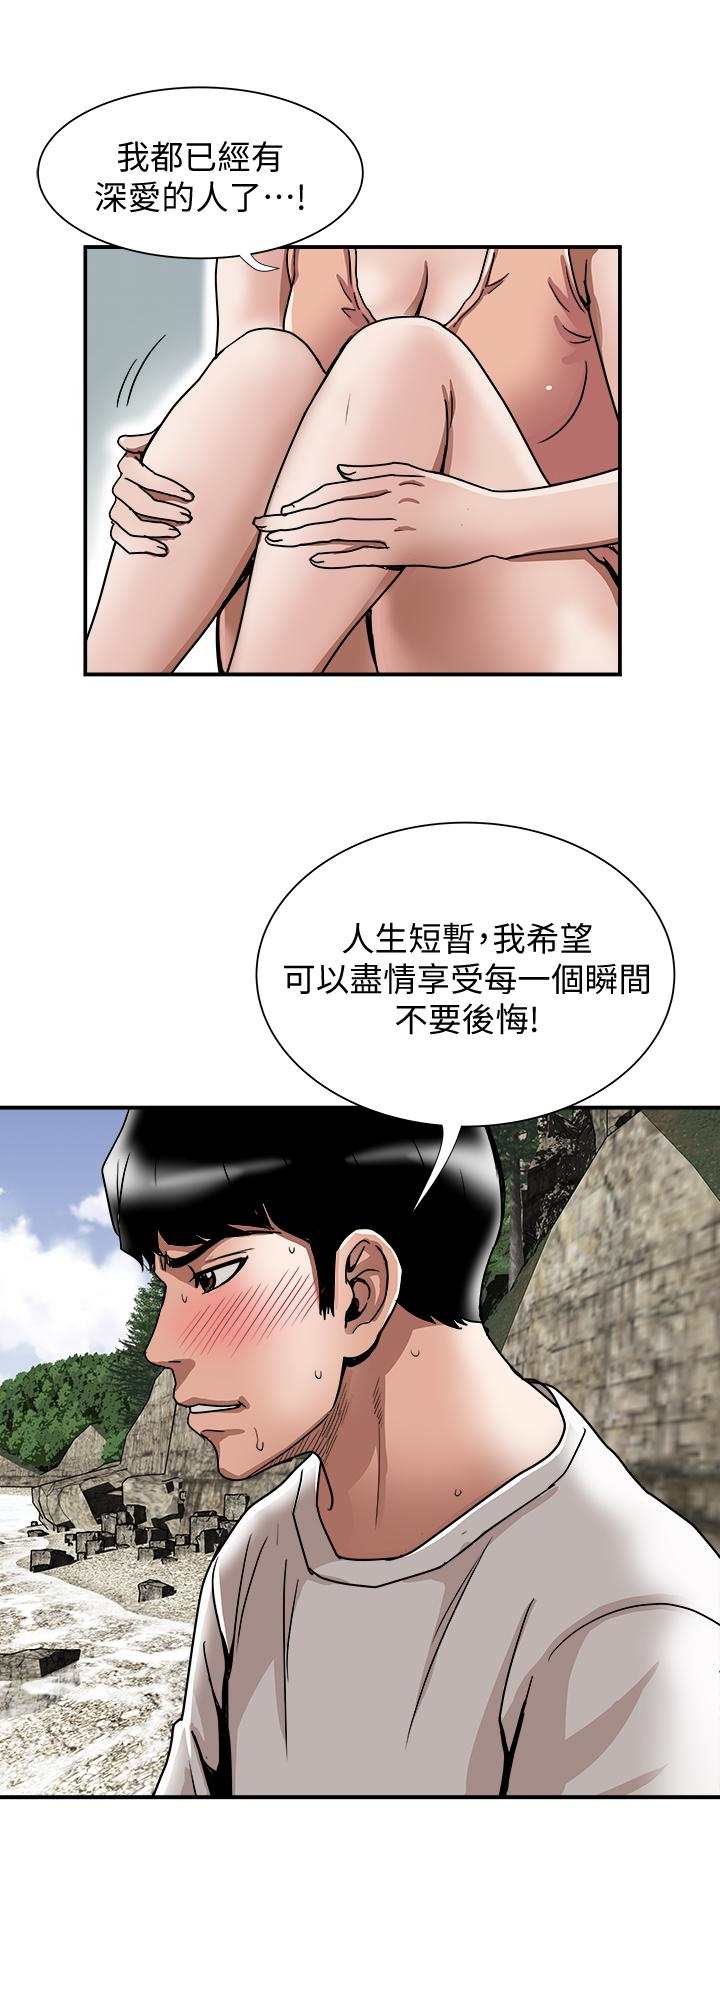 我都已經有
深愛的人了…!
人生短暫，我希望
可以盡情享受每一個瞬間
不要後悔!